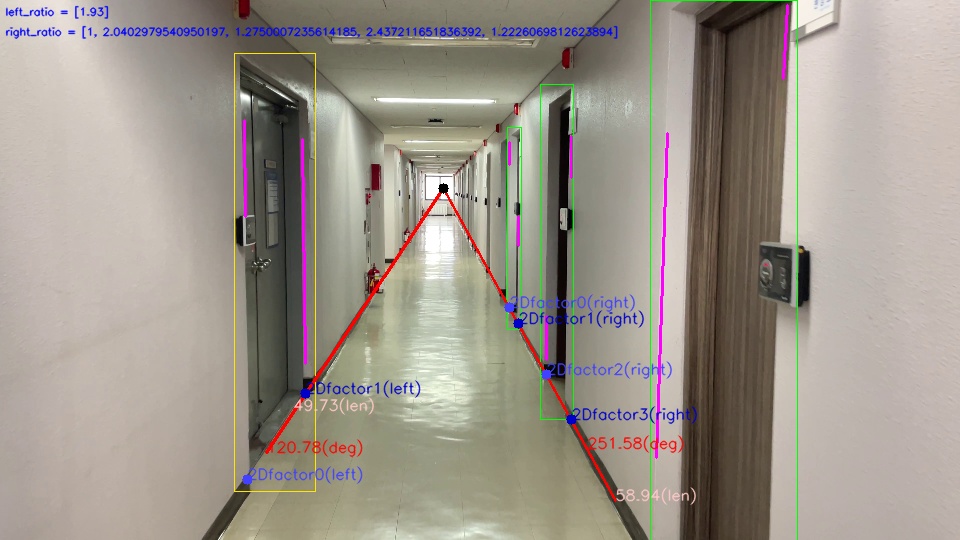 left_ratio = [1.93]
right_ratio = [1, 2.0402979540950197, 1.2750007235614185, 2.437211651836392, 1.2226069812623894]
2Dfactor0(right)
2Dfactor1(right)
2Dfactor2(right)
2Dfactor1(left)
49.73(len)
2Dfactor3(right)
120.78(deg)
251.58(deg)
2Dfactor0(left)
58.94(len)